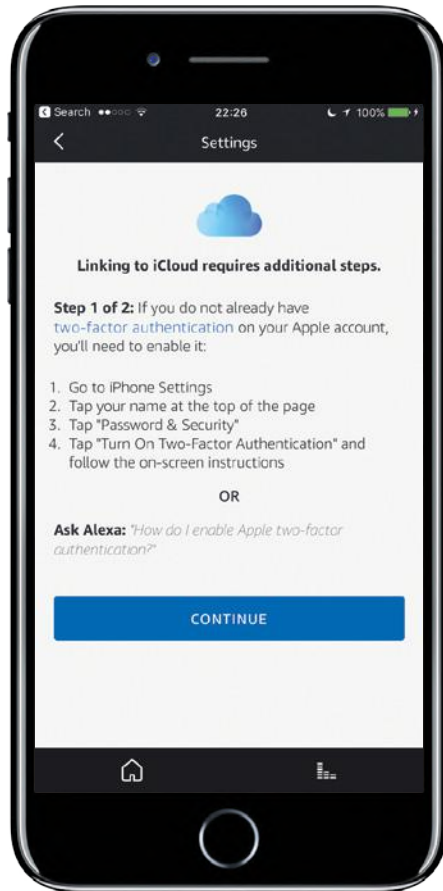 Search 22:26 100%
Settings
Linking to iCloud requires additional steps.
Step 1 of 2: If you do not already have
two-factor authentication on your Apple account,
you'll need to enable it:
1. Go to iPhone Settings
2. Tap your name at the top of the page
3. Tap "Password & Security"
4. Tap "Turn On Two-Factor Authentication" and
follow the on-screen instructions
OR
Ask Alexa: "How do I enable Apple two-factor
authentication?"
CONTINUE